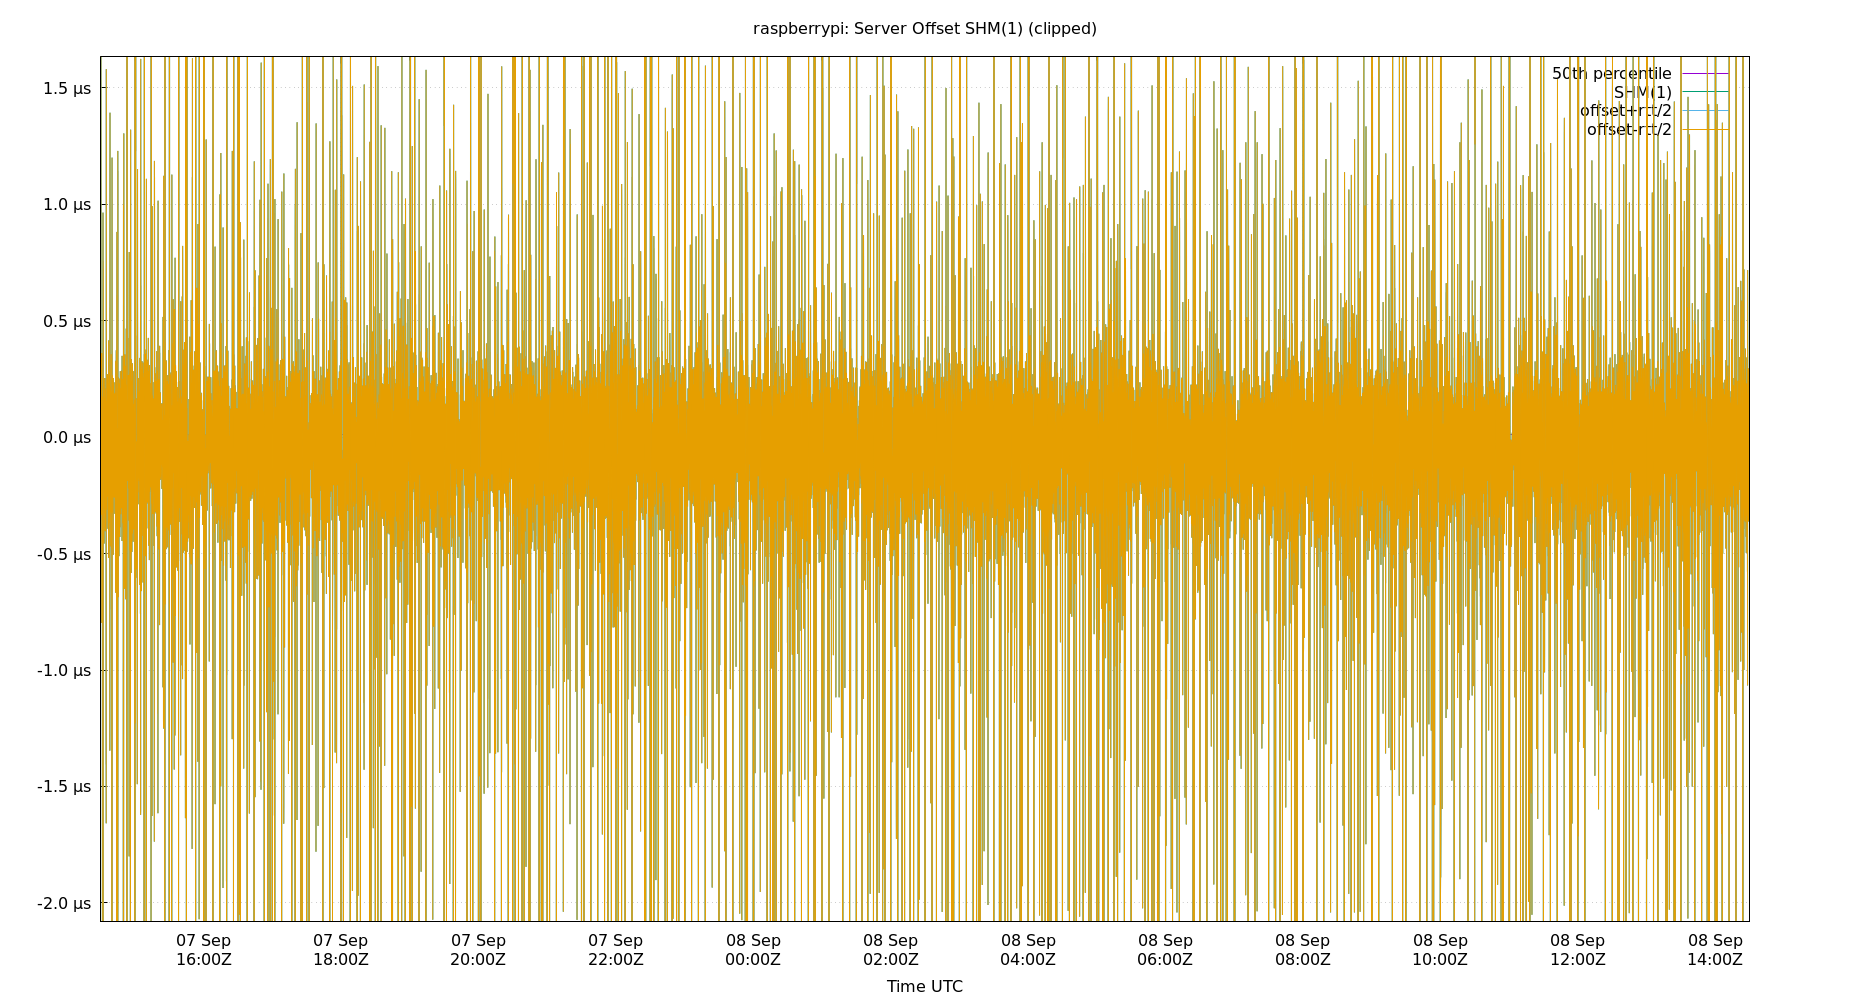 raspberrypi: Server Offset SHM(1) (clipped)
50th percentile
SHM(1)
offset+rtt/2
offset-rtt/2
1.5 µs
1.0 µs
0.5 µs
0.0 µs
-0.5 µs
-1.0 µs
-1.5 µs
-2.0 µs
07 Sep 07 Sep 07 Sep 07 Sep 08 Sep 08 Sep 08 Sep 08 Sep 08 Sep 08 Sep 08 Sep 08 Sep
16:00Z 18:00Z 20:00Z 22:00Z 00:00Z 02:00Z 04:00Z 06:00Z 08:00Z 10:00Z 12:00Z 14:00Z
Time UTC